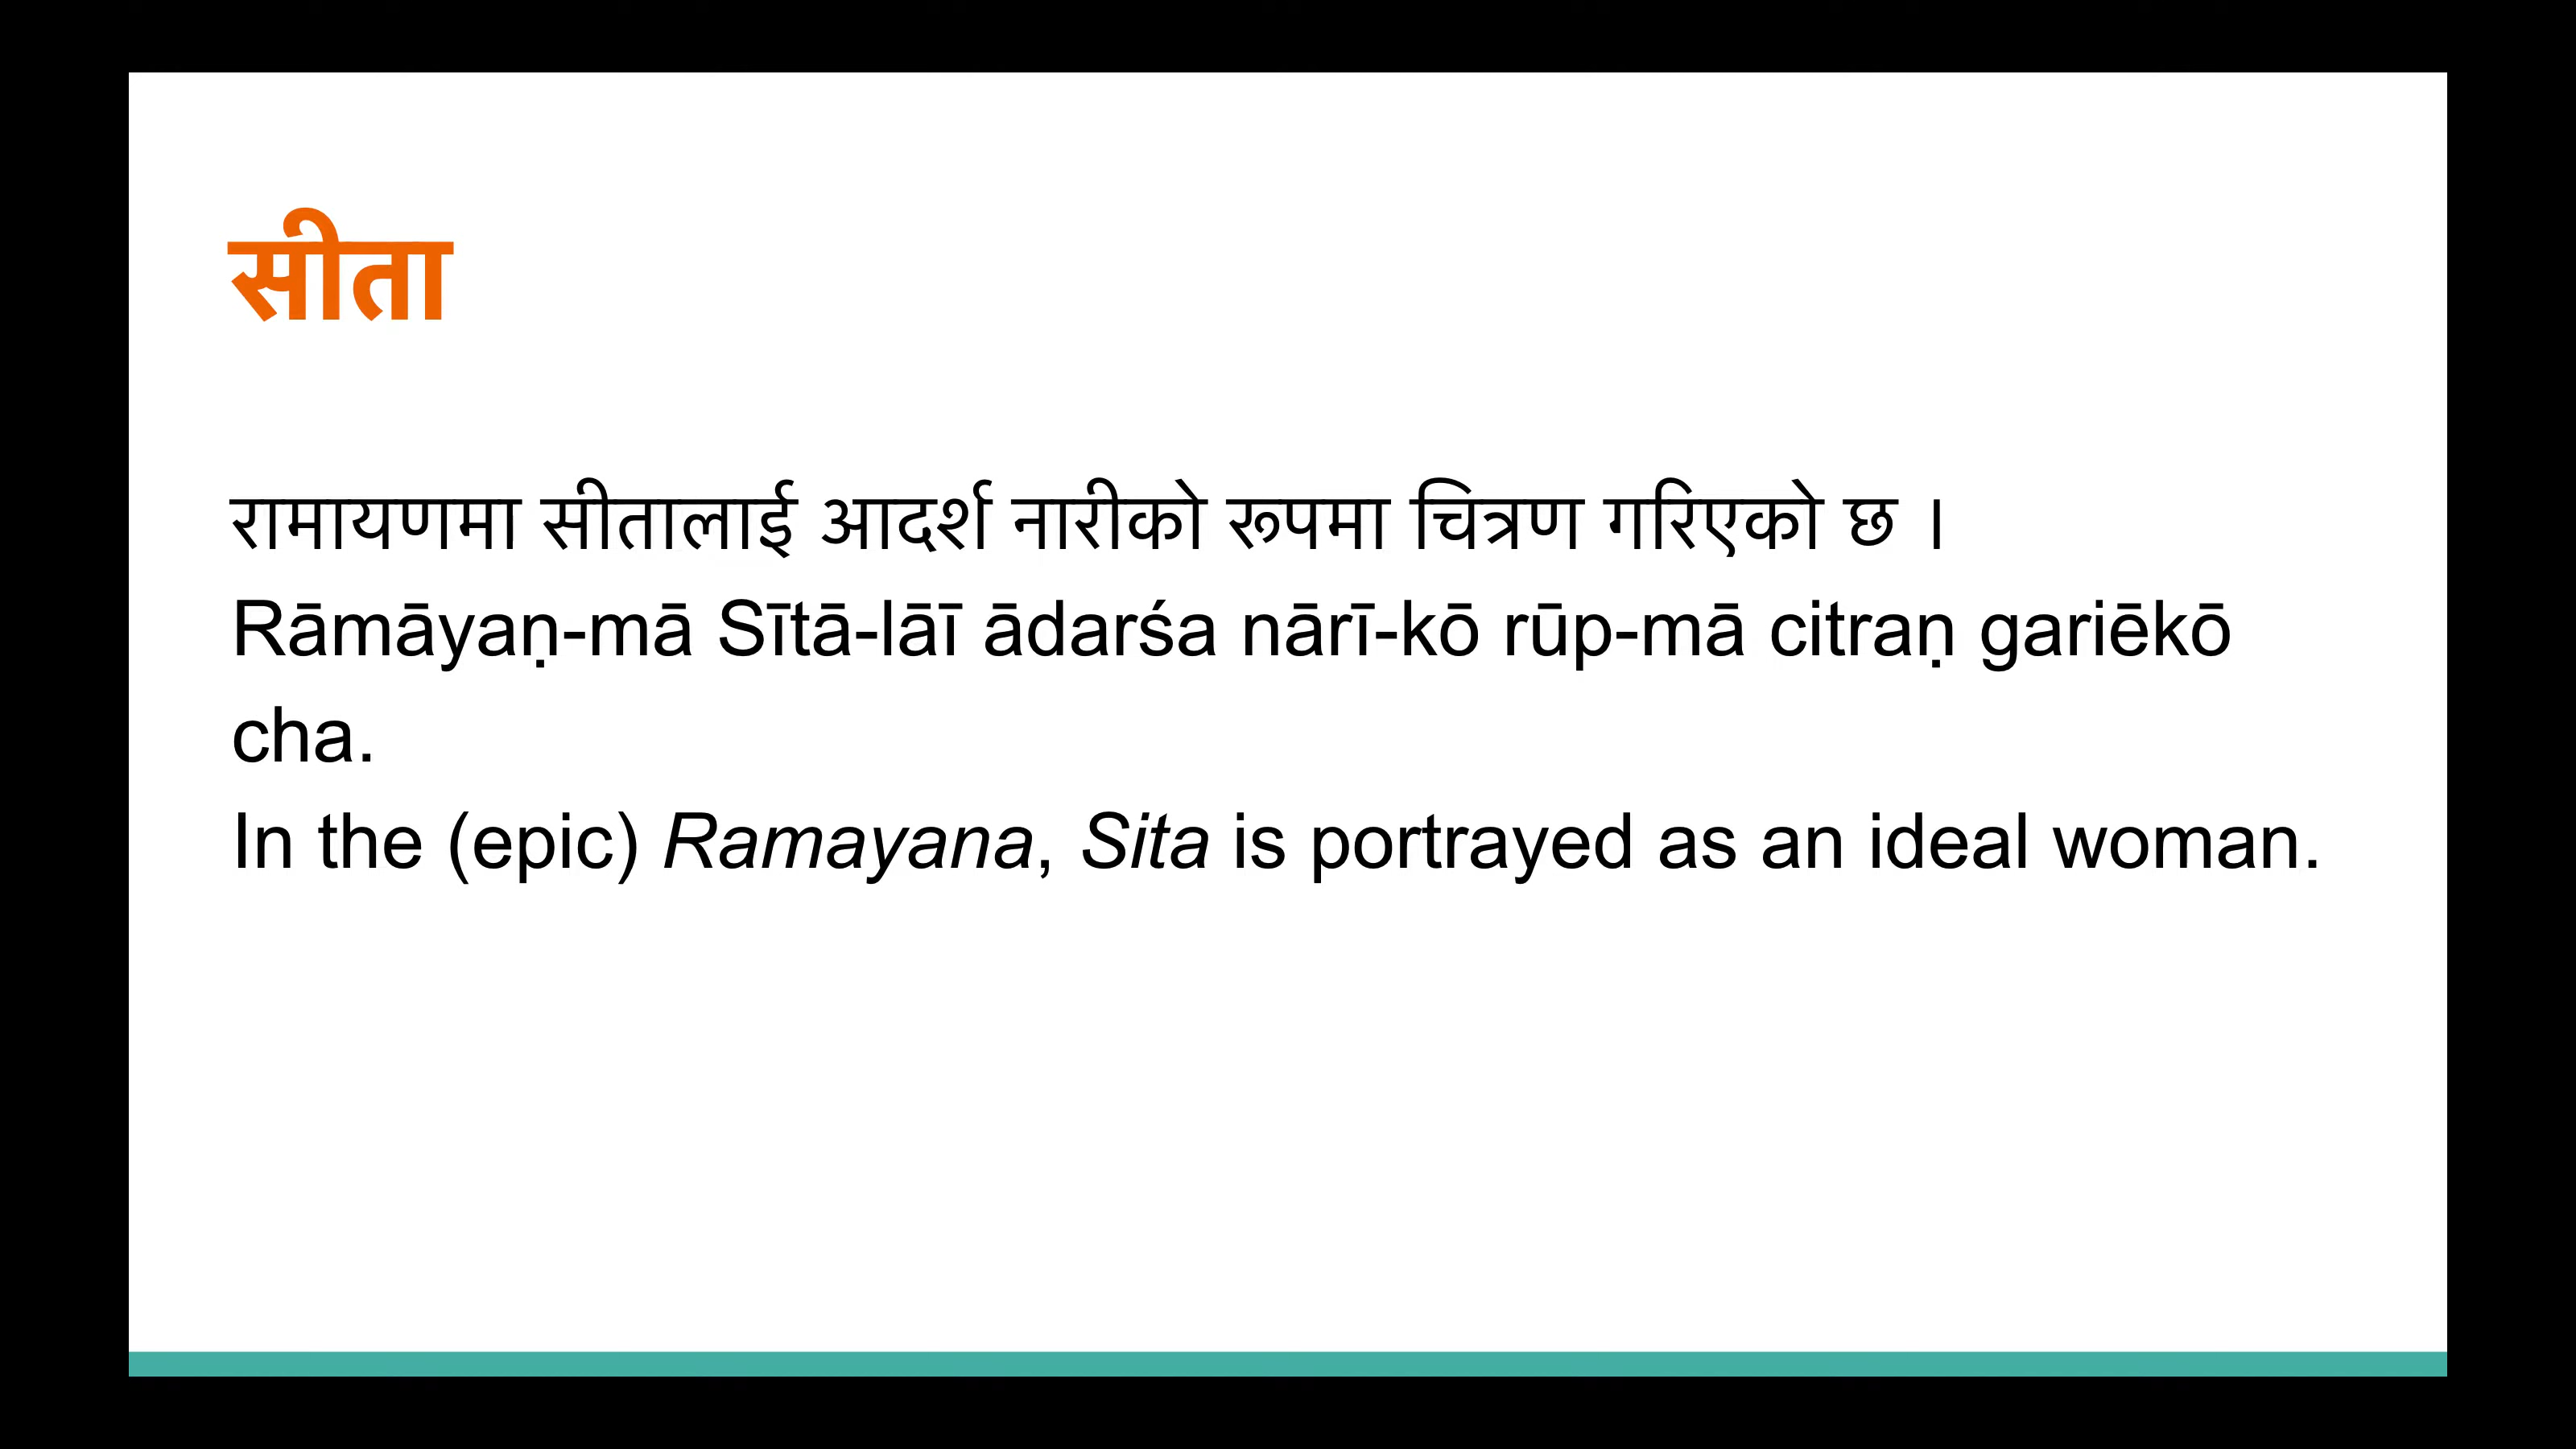 सीता
रामायणमा सीतालाई आदर्श नारीको रूपमा चित्रण गरिएको छ ।
Rāmāyaṇ-mā Sītā-lāī ādarśa nārī-kō rūp-mā citraṇ gariēkō
cha.
In the (epic) Ramayana, Sita is portrayed as an ideal woman.